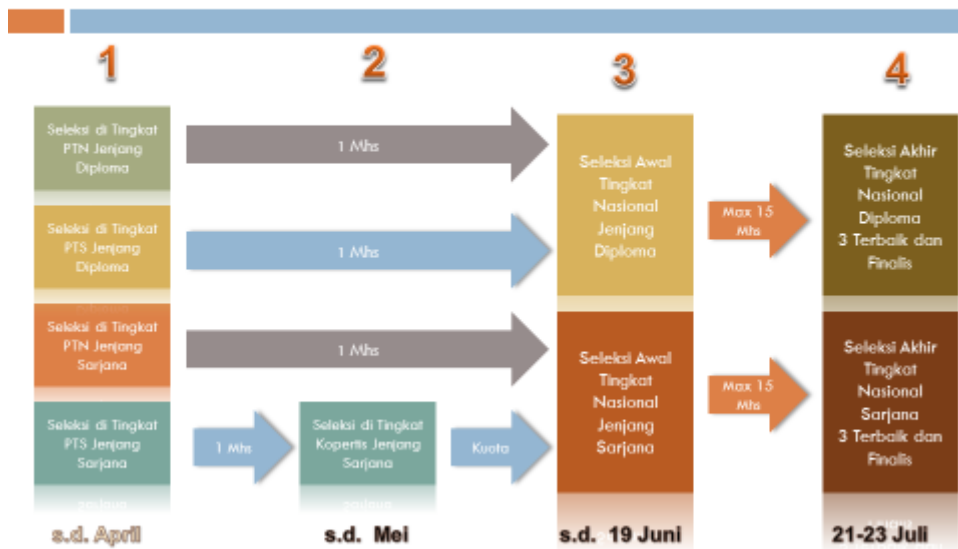 1
2
3
4
Seleksi di Tingkat
PTN Jenjang
Diploma
1 Mhs
Seleksi di Tingkat
PTS Jenjang
Diploma
1 Mhs
Seleksi Awal
Tingkat
Nasional
Jenjang
Diploma
Max 15
Mhs
Seleksi Akhir
Tingkat
Nasional
Diploma
3 Terbaik dan
Finalis
Seleksi di Tingkat
PTN Jenjang
Sarjana
1 Mhs
Seleksi di Tingkat
PTS Jenjang
Sarjana
1 Mhs
Seleksi di Tingkat
Kopertis Jenjang
Sarjana
Kuota
Seleksi Awal
Tingkat
Nasional
Jenjang
Sarjana
Max 15
Mhs
Seleksi Akhir
Tingkat
Nasional
Sarjana
3 Terbaik dan
Finalis
s.d. April
s.d. Mei
s.d. 19 Juni
21-23 Juli